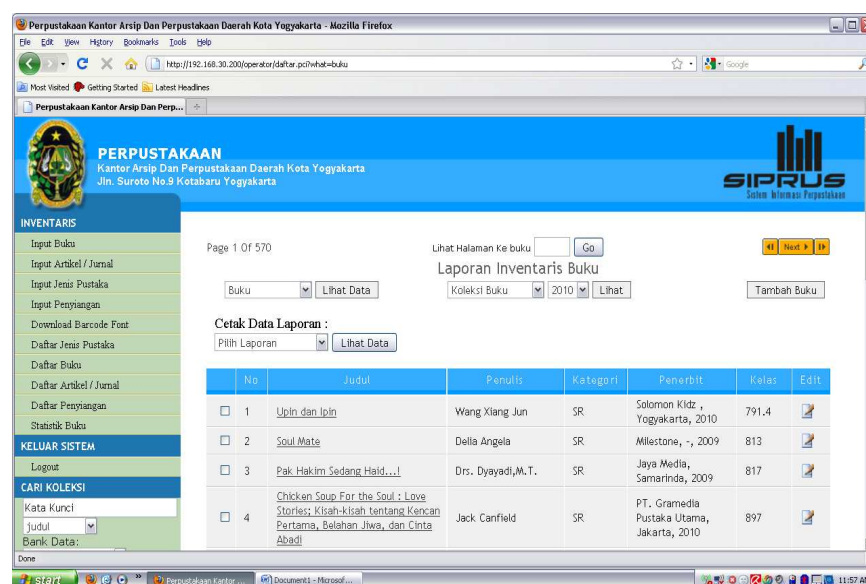 Perpustakaan Kantor Arsip Dan Perpustakaan Daerah Kota Yogyakarta - Mozilla Firefox
File Edit View History Bookmarks Tools Help
http://192.168.30.200/operator/daftar.pci?what=buku
Google
Most Visited Getting Started Latest Headlines
Perpustakaan Kantor Arsip Dan Perp...
PERPUSTAKAAN
Kantor Arsip Dan Perpustakaan Daerah Kota Yogyakarta
Jln. Suroto No.9 Kotabaru Yogyakarta
SIPRUS
Sistem Informasi Perpustakaan
INVENTARIS
Input Buku
Input Artikel / Jurnal
Input Jenis Pustaka
Input Penyiangan
Download Barcode Font
Daftar Jenis Pustaka
Daftar Buku
Daftar Artikel / Jurnal
Daftar Penyiangan
Statistik Buku
KELUAR SISTEM
Logout
CARI KOLEKSI
Kata Kunci
judul
Bank Data:
Page 1 Of 570
Lihat Halaman Ke buku Go
Next
Laporan Inventaris Buku
Buku Lihat Data
Koleksi Buku 2010 Lihat
Tambah Buku
Cetak Data Laporan :
Pilih Laporan Lihat Data
No Judul Penulis Kategori Penerbit Kelas Edit
1 Upin dan Ipin Wang Xiang Jun SR Solomon Kidz , Yogyakarta, 2010 791.4
2 Soul Mate Delia Angela SR Milestone, -, 2009 813
3 Pak Hakim Sedang Haid...! Drs. Dyayadi,M.T. SR Jaya Media, Samarinda, 2009 817
4 Chicken Soup For the Soul : Love Stories; Kisah-kisah tentang Kencan Pertama, Belahan Jiwa, dan Cinta Abadi Jack Canfield SR PT. Gramedia Pustaka Utama, Jakarta, 2010 897
Done
start
Perpustakaan Kantor ...
Document1 - Microsof...